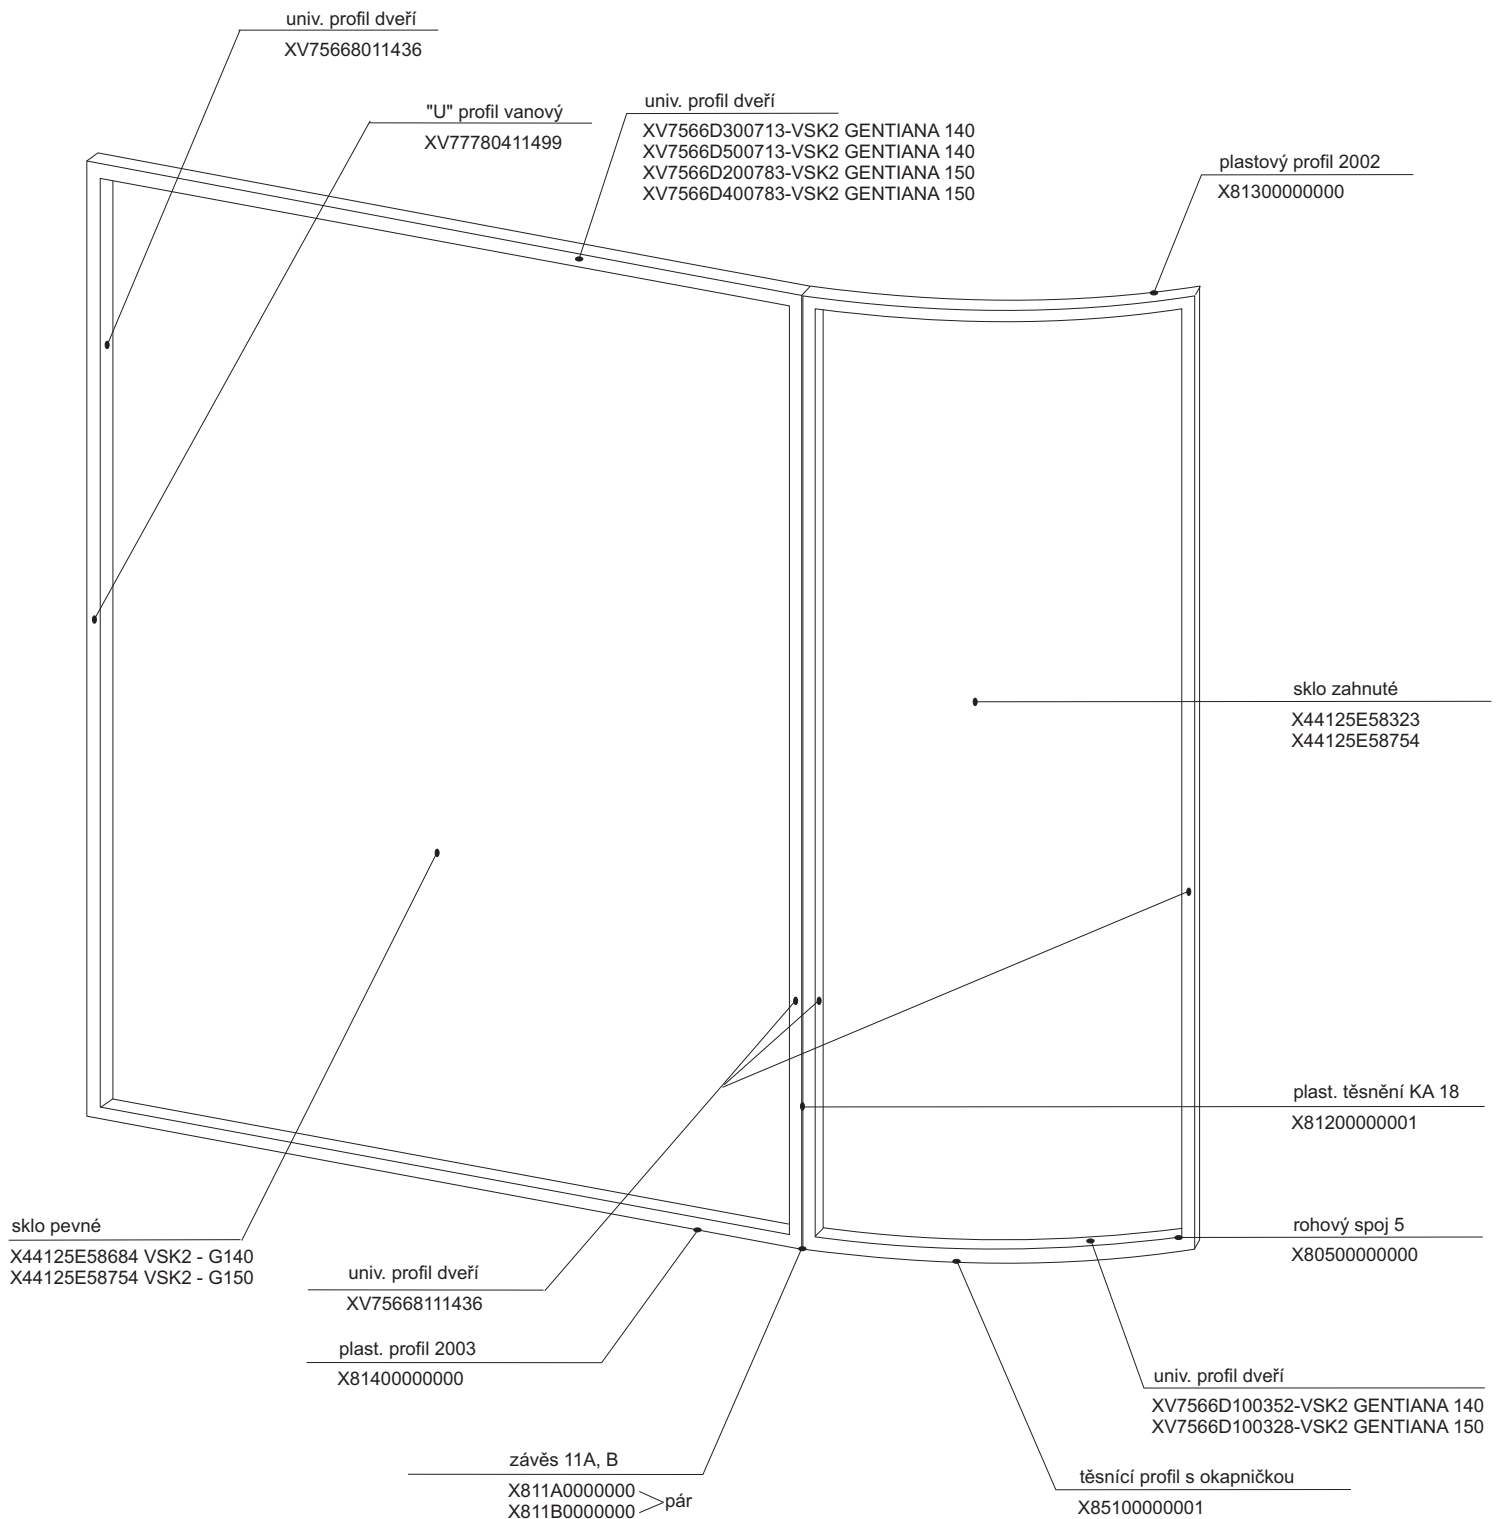 univ. profil dveří
XV75668011436
"U" profil vanový
XV77780411499
univ. profil dveří
XV7566D300713-VSK2 GENTIANA 140
XV7566D500713-VSK2 GENTIANA 140
XV7566D200783-VSK2 GENTIANA 150
XV7566D400783-VSK2 GENTIANA 150
plastový profil 2002
X81300000000
sklo zahnuté
X44125E58323
X44125E58754
plast. těsnění KA 18
X81200000001
rohový spoj 5
X80500000000
sklo pevné
X44125E58684 VSK2 - G140
X44125E58754 VSK2 - G150
univ. profil dveří
XV75668111436
plast. profil 2003
X81400000000
univ. profil dveří
XV7566D100352-VSK2 GENTIANA 140
XV7566D100328-VSK2 GENTIANA 150
závěs 11A, B
X811A0000000
X811B0000000
pár
těsnící profil s okapničkou
X85100000001